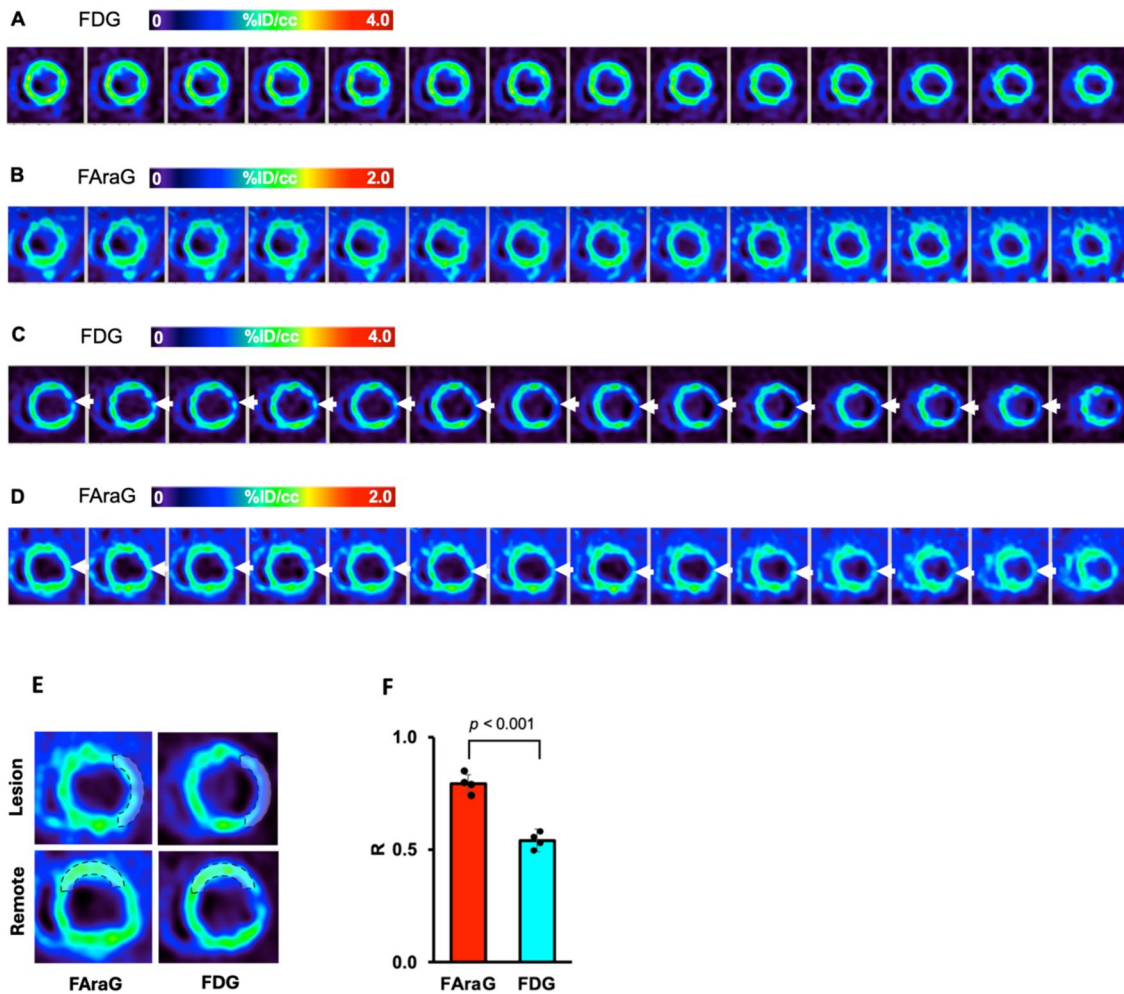 A FDG 0 %ID/cc 4.0
B FAraG 0 %ID/cc 2.0
C FDG 0 %ID/cc 4.0
D FAraG 0 %ID/cc 2.0
E
Lesion
Remote
FAraG FDG
F
p < 0.001
1.0
0.5
0.0
R
FAraG FDG